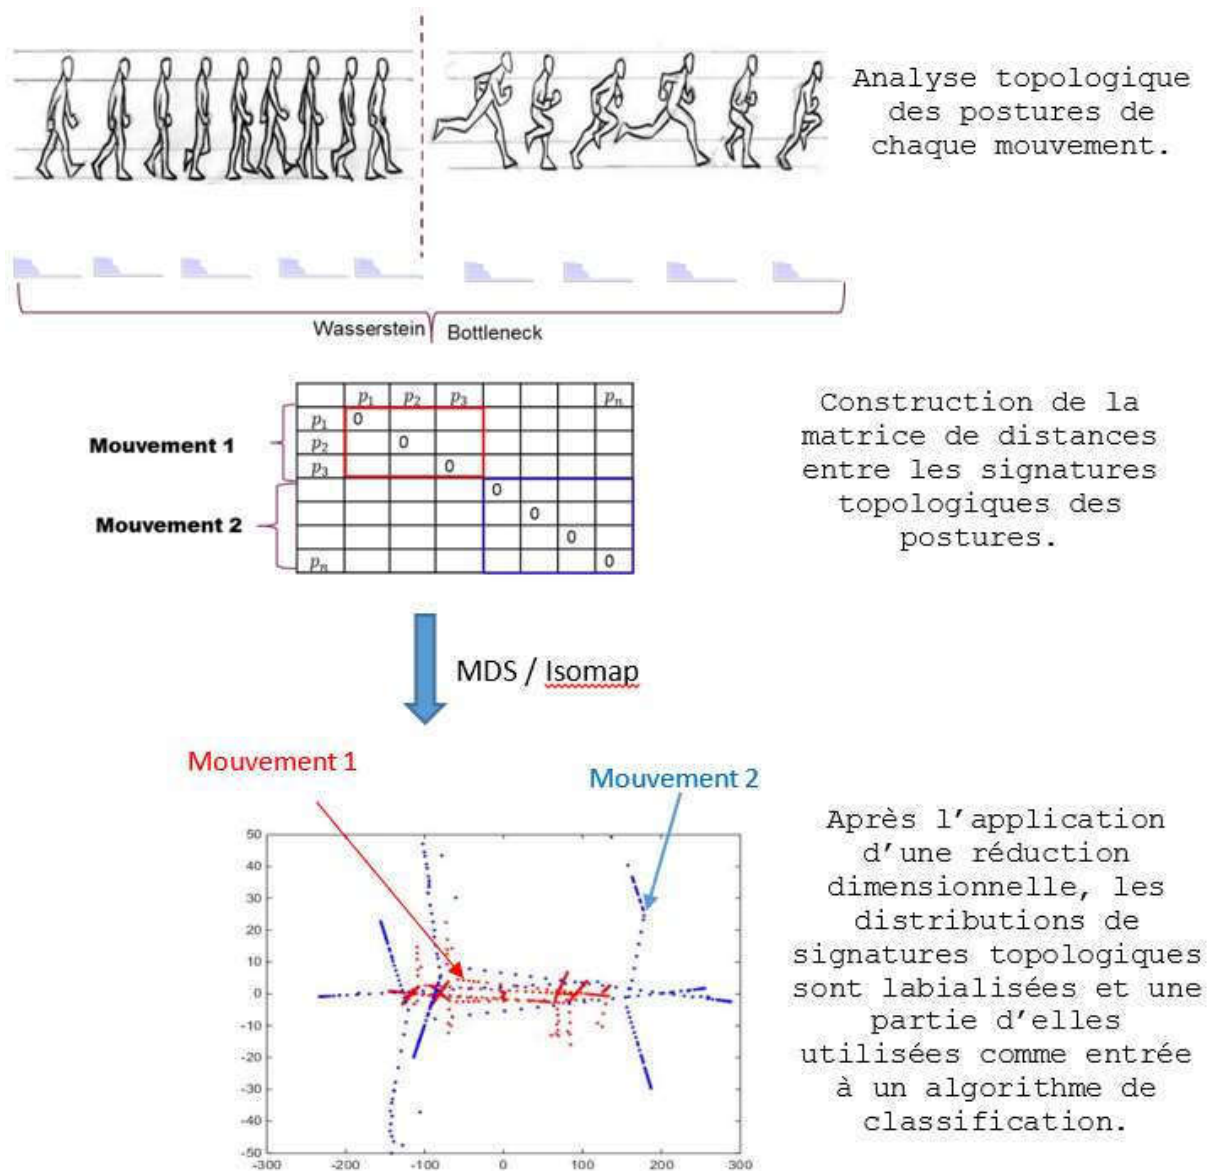 Analyse topologique
des postures de
chaque mouvement.
Wasserstein
Bottleneck
p1 p2 p3 pn
p1 0
Mouvement 1
p2 0
p3 0
0
Mouvement 2
0
0
pn 0
Construction de la
matrice de distances
entre les signatures
topologiques des
postures.
MDS / Isomap
Mouvement 1
Mouvement 2
50
40
30
20
10
0
-10
-20
-30
-40
-50
-300 -200 -100 0 100 200 300
Après l’application
d’une réduction
dimensionnelle, les
distributions de
signatures topologiques
sont labialisées et une
partie d’elles
utilisées comme entrée
à un algorithme de
classification.